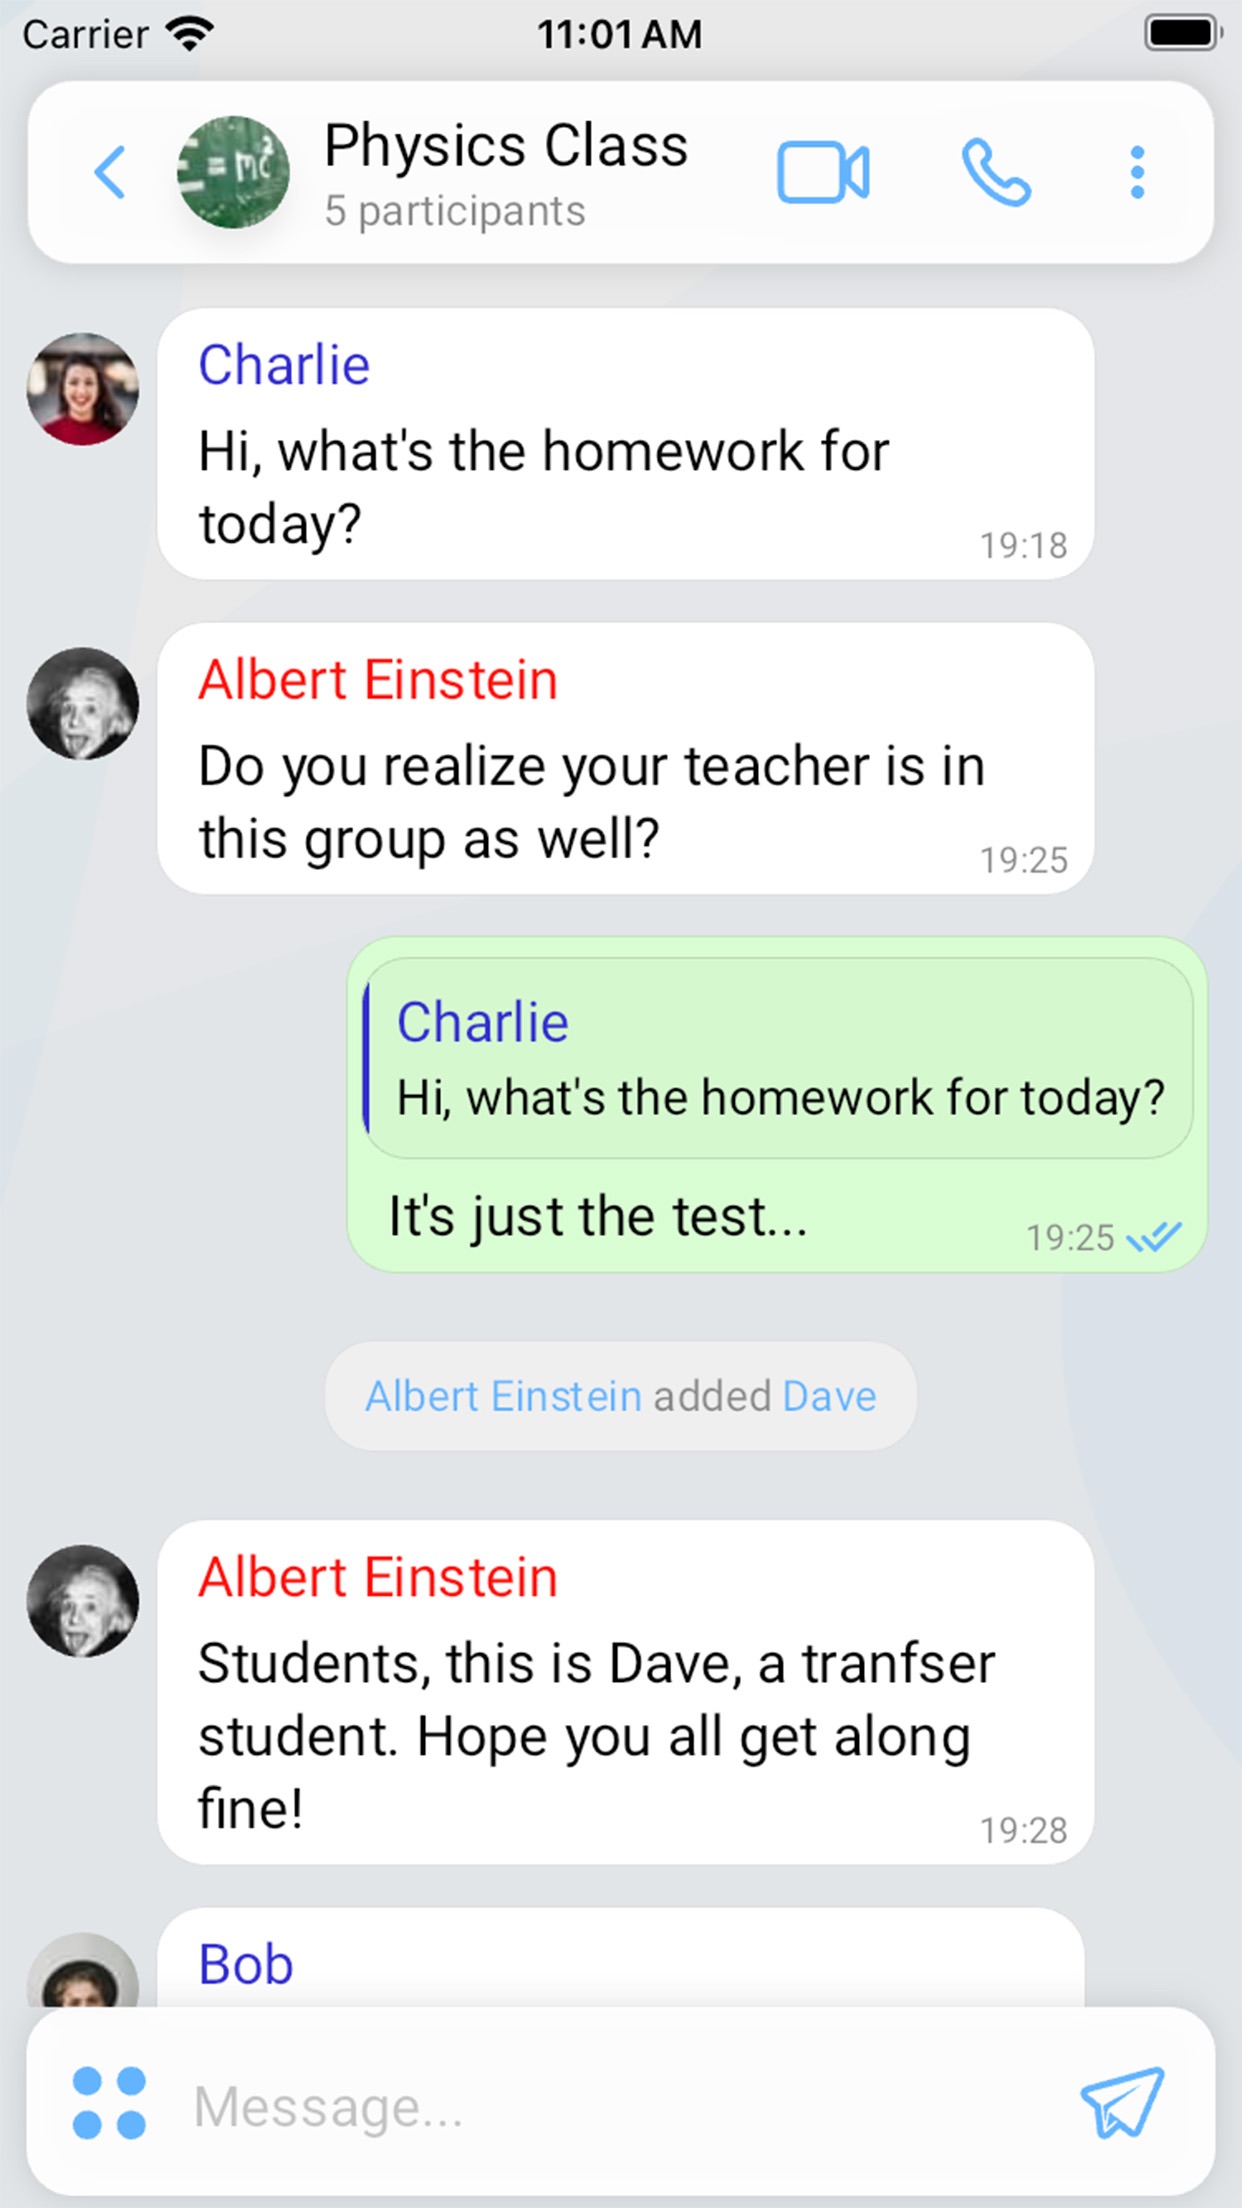 Carrier 11:01 AM
Physics Class
5 participants
E=mc²
Charlie
Hi, what's the homework for
today?
19:18
Albert Einstein
Do you realize your teacher is in
this group as well?
19:25
Charlie
Hi, what's the homework for today?
It's just the test...
19:25
Albert Einstein added Dave
Albert Einstein
Students, this is Dave, a tranfser
student. Hope you all get along
fine!
19:28
Bob
Message...